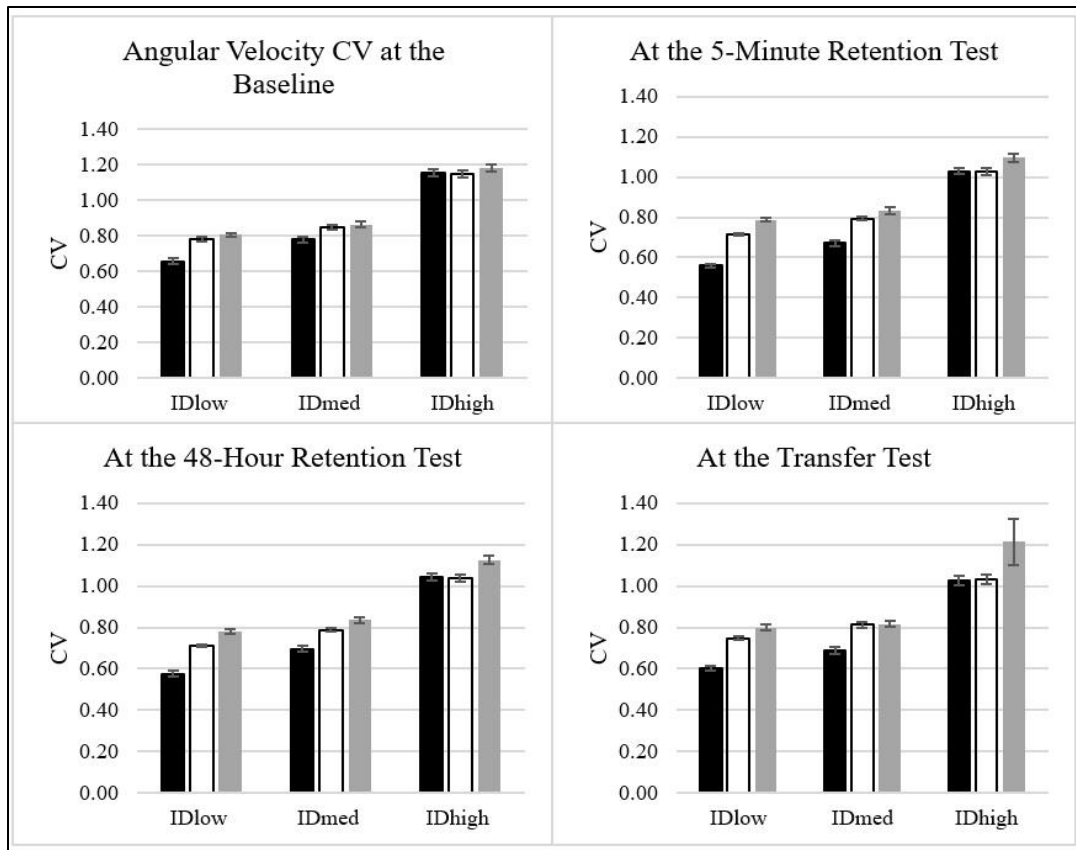 Angular Velocity CV at the
Baseline
1.40
1.20
1.00
0.80
0.60
0.40
0.20
0.00
CV
IDlow IDmed IDhigh
At the 5-Minute Retention Test
1.40
1.20
1.00
0.80
0.60
0.40
0.20
0.00
CV
IDlow IDmed IDhigh
At the 48-Hour Retention Test
1.40
1.20
1.00
0.80
0.60
0.40
0.20
0.00
CV
IDlow IDmed IDhigh
At the Transfer Test
1.40
1.20
1.00
0.80
0.60
0.40
0.20
0.00
CV
IDlow IDmed IDhigh